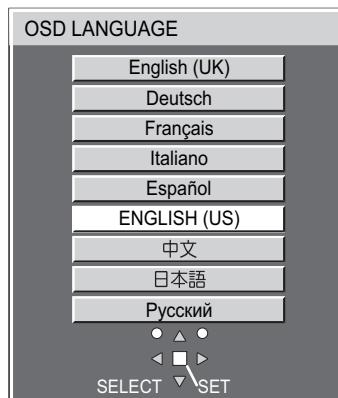 OSD LANGUAGE
English (UK)
Deutsch
Français
Italiano
Español
ENGLISH (US)
中文
日本語
Русский
SELECT SET